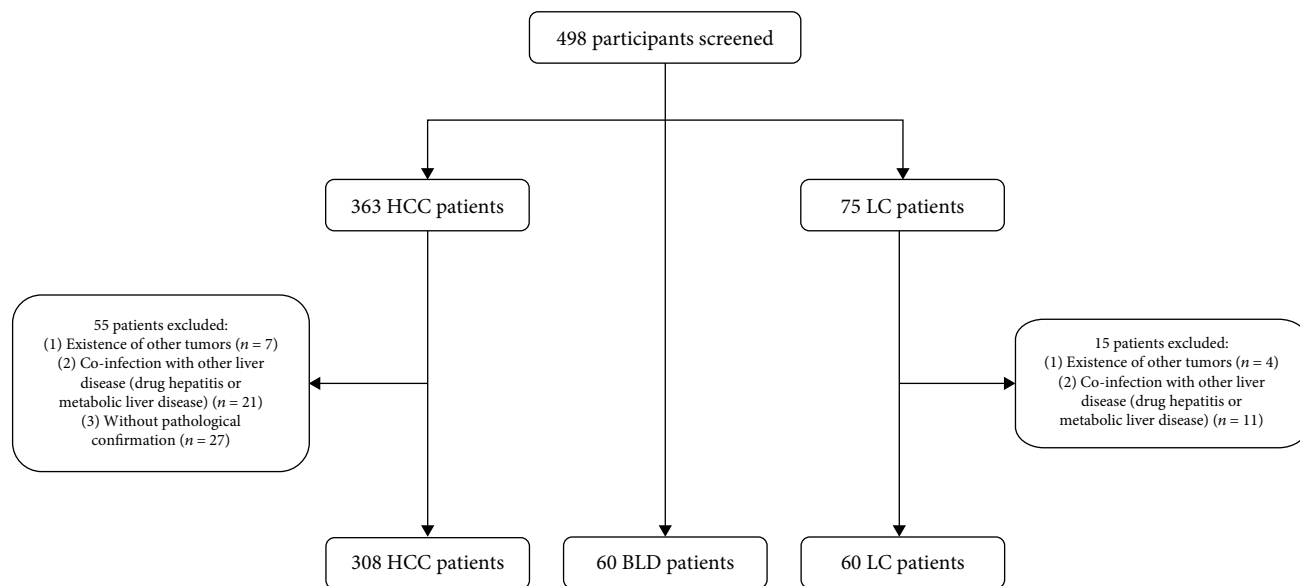 498 participants screened
363 HCC patients
75 LC patients
55 patients excluded:
(1) Existence of other tumors (n = 7)
(2) Co-infection with other liver
disease (drug hepatitis or
metabolic liver disease) (n = 21)
(3) Without pathological
confirmation (n = 27)
15 patients excluded:
(1) Existence of other tumors (n = 4)
(2) Co-infection with other liver
disease (drug hepatitis or
metabolic liver disease) (n = 11)
308 HCC patients
60 BLD patients
60 LC patients